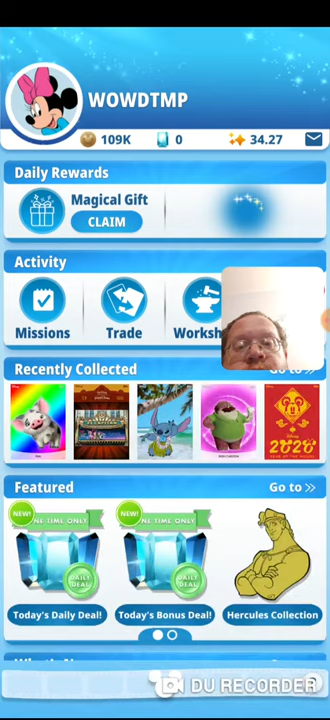 WOWDTMP
109K 0 34.27
Daily Rewards
Magical Gift
CLAIM
Activity
Missions Trade Worksh
Recently Collected
Go to »
2020
Featured Go to »
NEW! NE TIME ONLY NEW! NE TIME ONLY
DAILY DEAL DAILY DEAL
Today's Daily Deal! Today's Bonus Deal! Hercules Collection
DU RECORDER